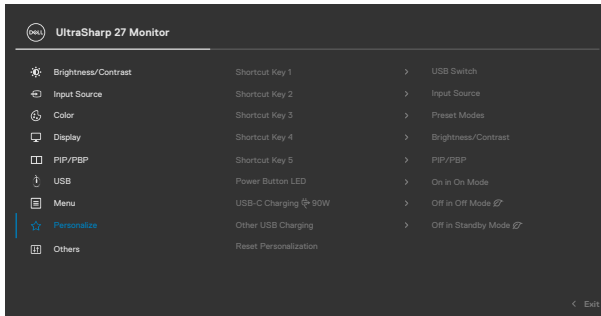 DELL UltraSharp 27 Monitor
Brightness/Contrast Shortcut Key 1 > USB Switch
Input Source Shortcut Key 2 > Input Source
Color Shortcut Key 3 > Preset Modes
Display Shortcut Key 4 > Brightness/Contrast
PIP/PBP Shortcut Key 5 > PIP/PBP
USB Power Button LED > On in On Mode
Menu USB-C Charging 90W > Off in Off Mode
Personalize Other USB Charging > Off in Standby Mode
Others Reset Personalization
< Exit